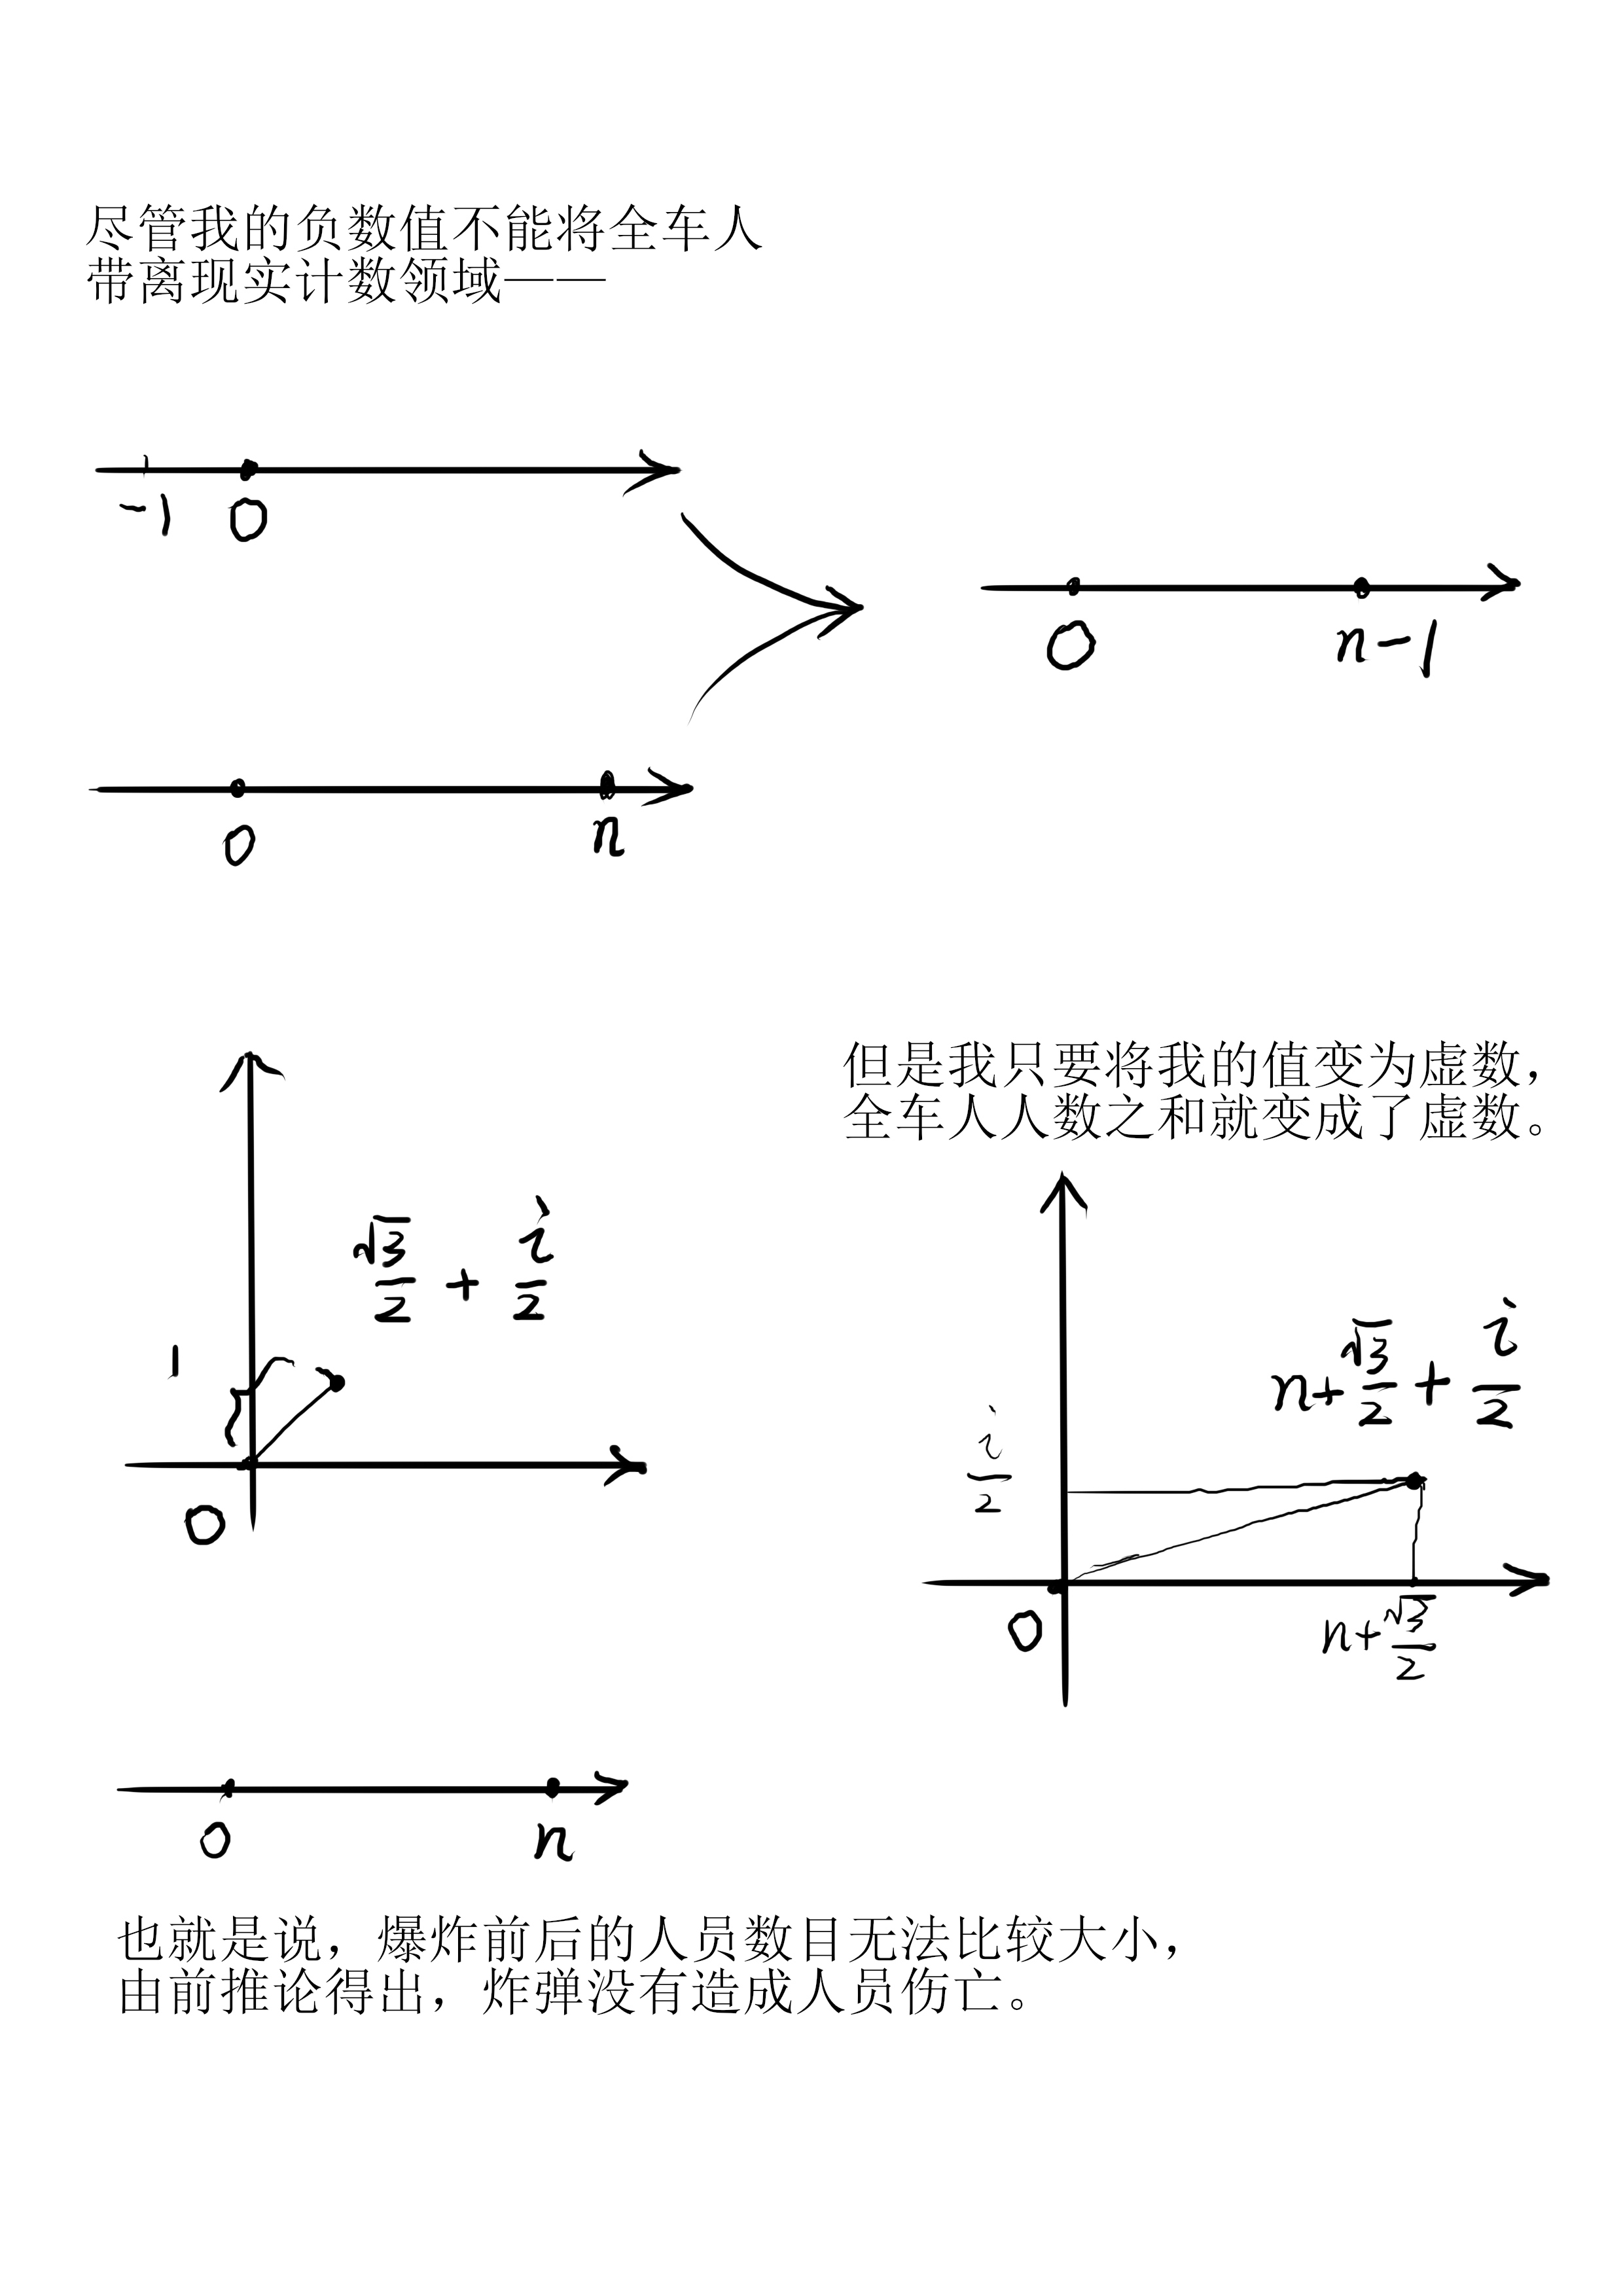 尽管我的负数值不能将全车人
带离现实计数领域——
-1 0
0 n-1
0 n
但是我只要将我的值变为虚数，
全车人人数之和就变成了虚数。
√3/2 + i/2
1
0
n+√3/2 + i/2
i/2
0
n+√3/2
0 n
也就是说，爆炸前后的人员数目无法比较大小，
由前推论得出，炸弹没有造成人员伤亡。